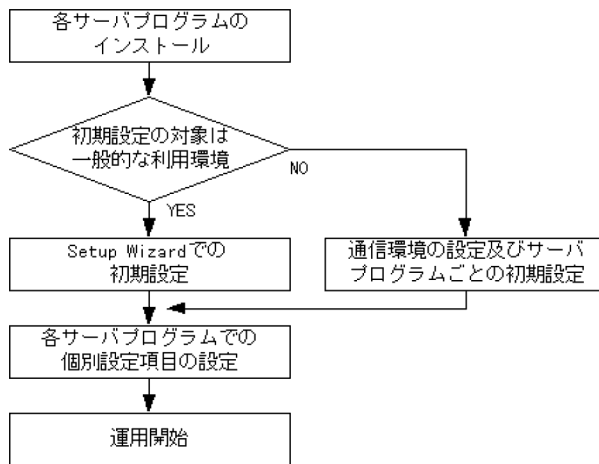 各サーバプログラムの
インストール
初期設定の対象は
一般的な利用環境
NO
YES
Setup Wizardでの
初期設定
通信環境の設定及びサーバ
プログラムごとの初期設定
各サーバプログラムでの
個別設定項目の設定
運用開始